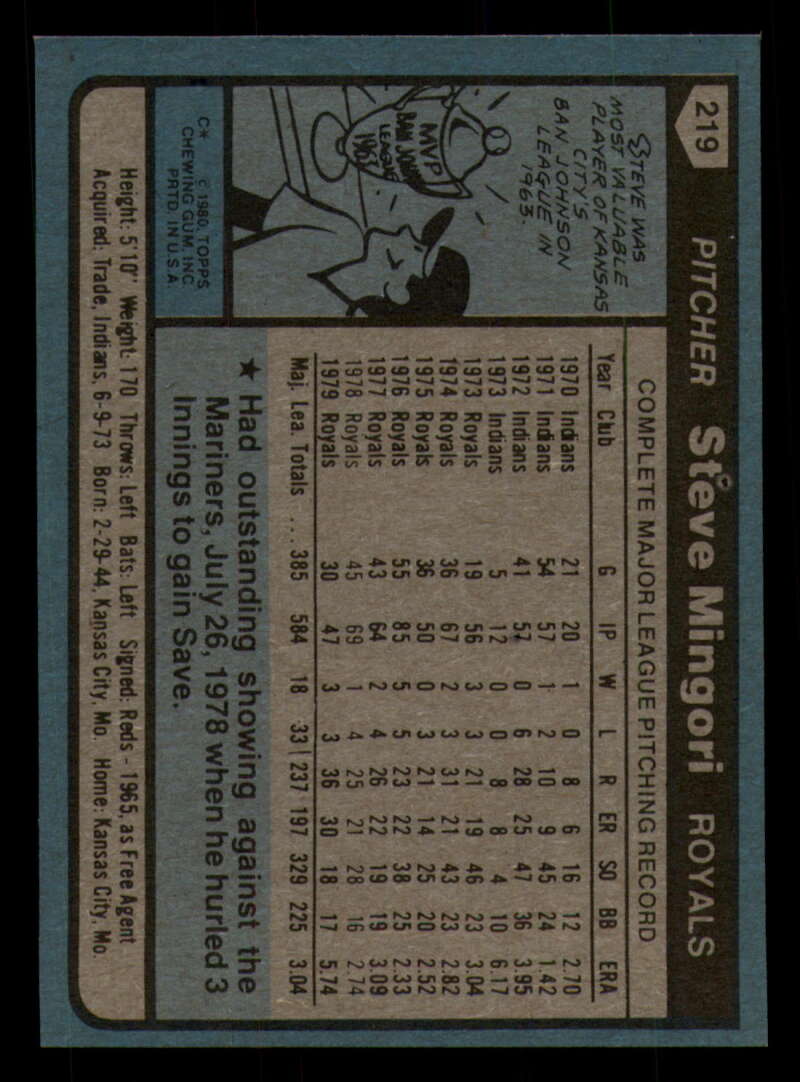 219 PITCHER Steve Mingori ROYALS
STEVE WAS
MOST VALUABLE
PLAYER OF KANSAS
CITY'S
BAN JOHNSON
LEAGUE IN
1963.
MVP
BAN JOHN
LEAGUE
1963
C* © 1980 TOPPS
CHEWING GUM, INC.
PRTD. IN U.S.A.
COMPLETE MAJOR LEAGUE PITCHING RECORD
Year Club G IP W L R ER SO BB ERA
1970 Indians 21 20 1 0 8 6 16 12 2.70
1971 Indians 54 57 1 2 10 9 45 24 1.42
1972 Indians 41 57 0 6 28 25 47 36 3.95
1973 Indians 5 12 0 0 8 8 4 10 6.17
1973 Royals 19 56 3 3 21 19 46 23 3.04
1974 Royals 36 67 2 3 31 21 43 23 2.82
1975 Royals 36 50 0 3 21 14 25 20 2.52
1976 Royals 55 85 5 5 23 22 38 25 2.33
1977 Royals 43 64 2 4 26 22 19 19 3.09
1978 Royals 45 69 1 4 25 21 28 16 2.74
1979 Royals 30 47 3 3 36 30 18 17 5.74
Maj. Lea. Totals ... 385 584 18 33 237 197 329 225 3.04
★ Had outstanding showing against the
Mariners, July 26, 1978 when he hurled 3
Innings to gain Save.
Height: 5'10" Weight: 170 Throws: Left Bats: Left Signed: Reds - 1965, as Free Agent
Acquired: Trade, Indians, 6-9-73 Born: 2-29-44, Kansas City, Mo. Home: Kansas City, Mo.